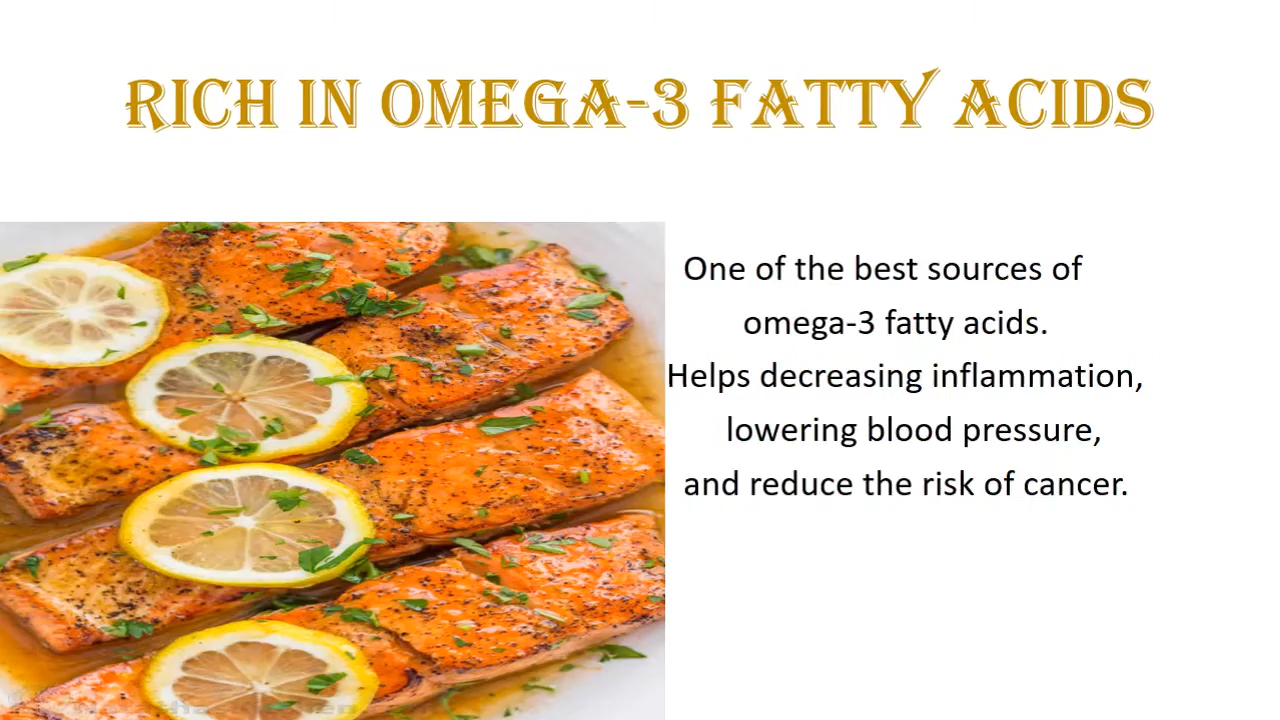 RICH IN OMEGA-3 FATTY ACIDS
One of the best sources of
omega-3 fatty acids.
Helps decreasing inflammation,
lowering blood pressure,
and reduce the risk of cancer.